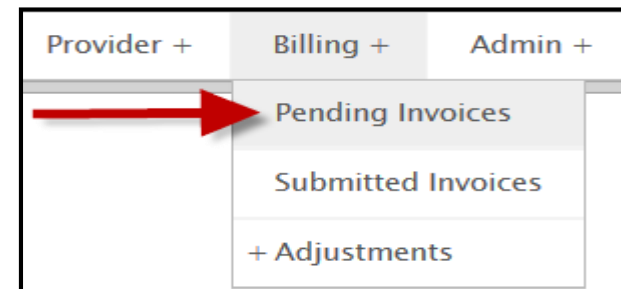 Provider + Billing + Admin +
Pending Invoices
Submitted Invoices
+ Adjustments